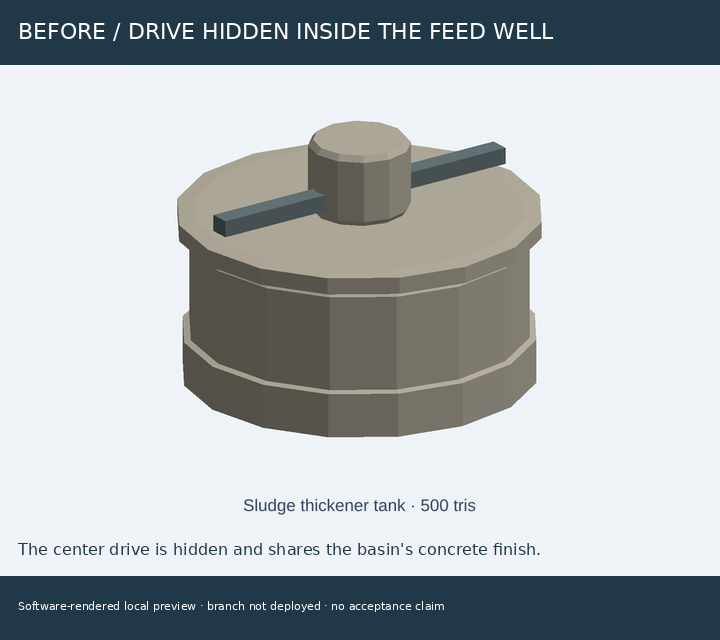 BEFORE / DRIVE HIDDEN INSIDE THE FEED WELL
Sludge thickener tank · 500 tris
The center drive is hidden and shares the basin's concrete finish.
Software-rendered local preview · branch not deployed · no acceptance claim